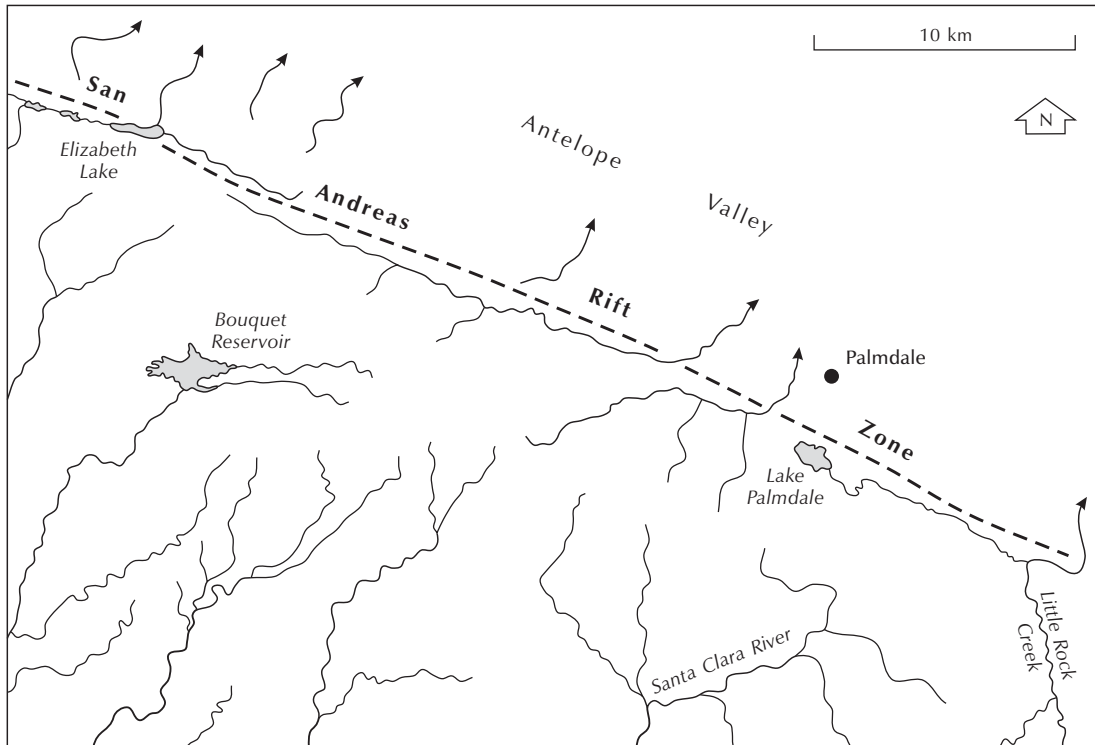 10 km
N
San
Elizabeth
Lake
Antelope
Valley
Andreas
Rift
Bouquet
Reservoir
Palmdale
Zone
Lake
Palmdale
Little Rock
Creek
Santa Clara River